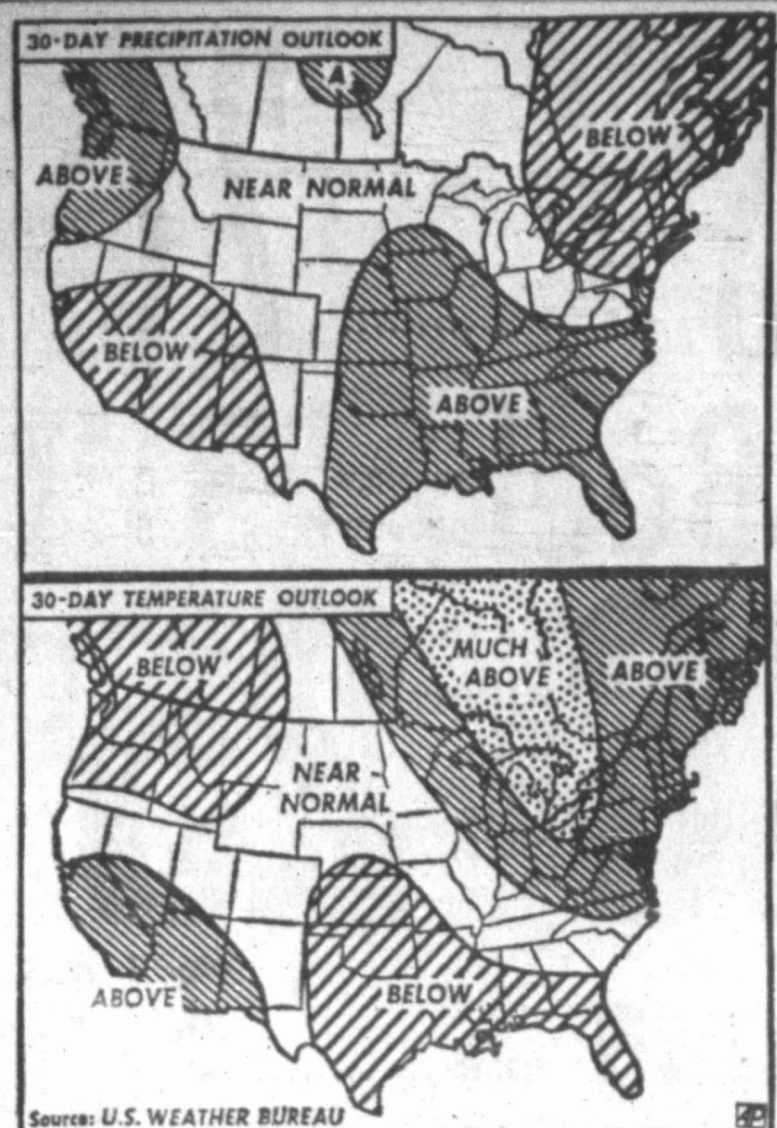 30-DAY PRECIPITATION OUTLOOK
A
BELOW
ABOVE
NEAR NORMAL
BELOW
ABOVE
30-DAY TEMPERATURE OUTLOOK
BELOW
MUCH
ABOVE
ABOVE
NEAR
NORMAL
ABOVE
BELOW
Source: U.S. WEATHER BUREAU
AP